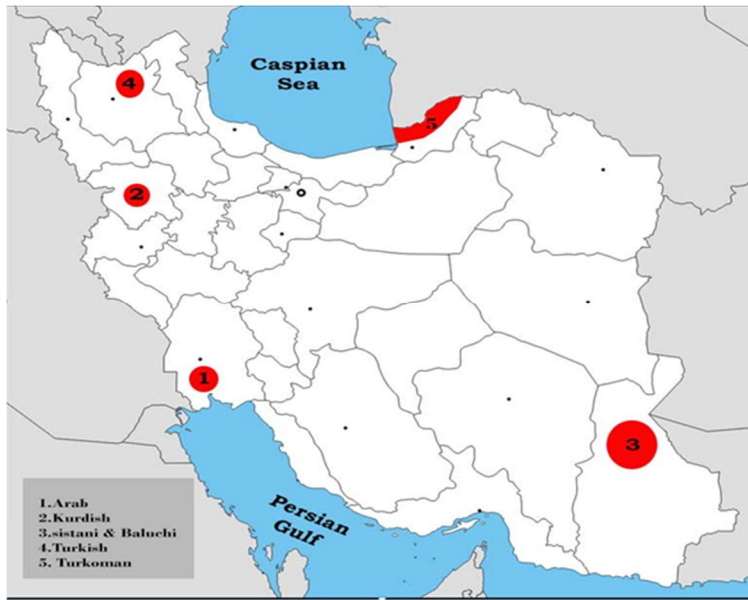 Caspian
Sea
4
5
2
1
3
Persian
Gulf
1.Arab
2.Kurdish
3.sistani & Baluchi
4.Turkish
5. Turkoman